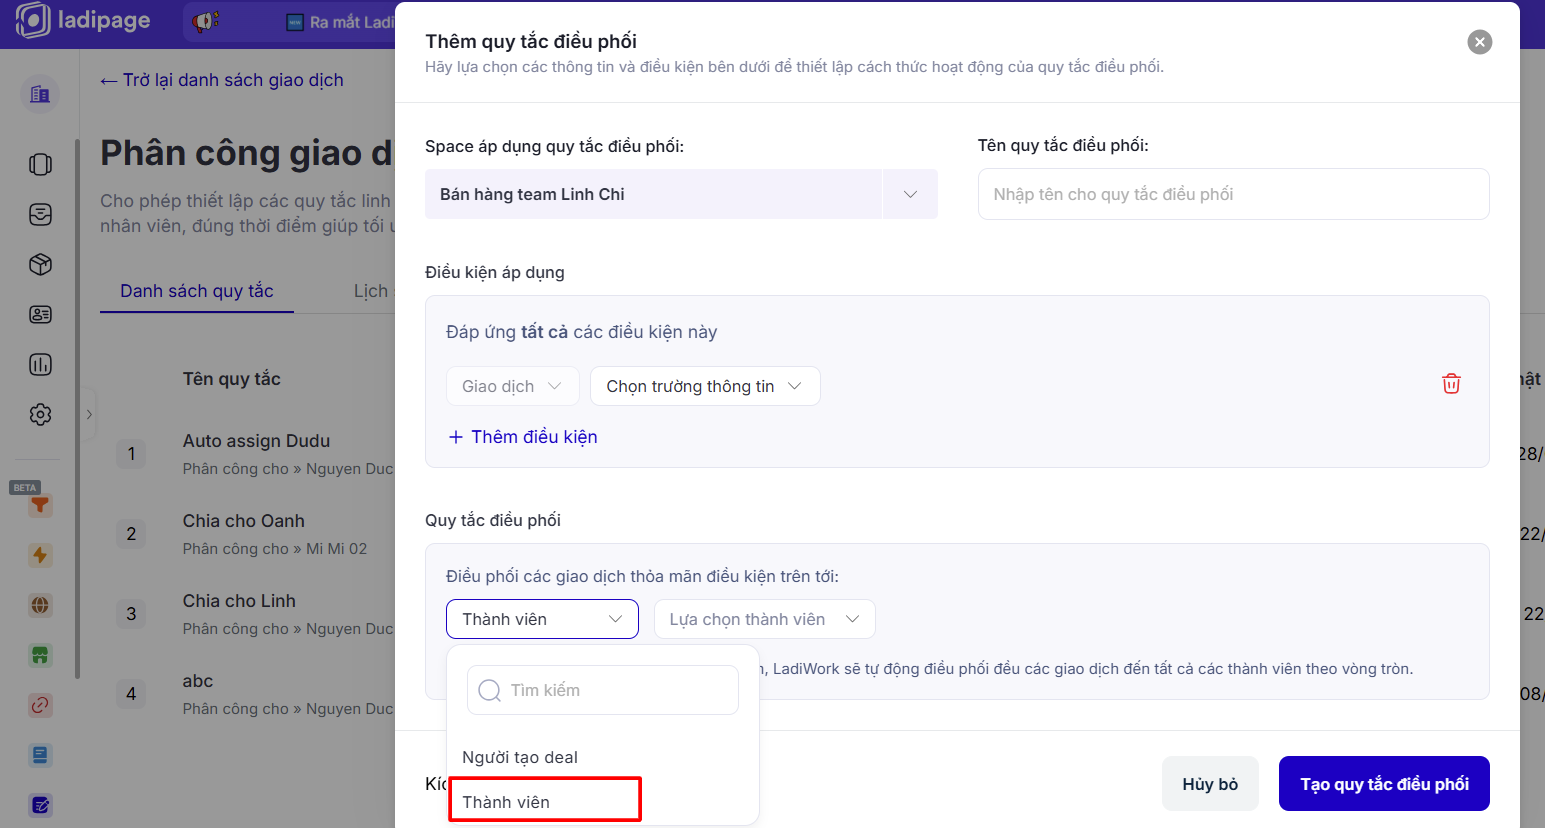 ladipage
NEW
Ra mắt Ladi
← Trở lại danh sách giao dịch
Phân công giao d
Cho phép thiết lập các quy tắc linh
nhân viên, đúng thời điểm giúp tối ư
Danh sách quy tắc
Lịch
Tên quy tắc
hật
1
Auto assign Dudu
Phân công cho » Nguyen Duc
28/
2
Chia cho Oanh
Phân công cho » Mi Mi 02
22/
3
Chia cho Linh
Phân công cho » Nguyen Duc
22
4
abc
Phân công cho » Nguyen Duc
08/
BETA
Thêm quy tắc điều phối
Hãy lựa chọn các thông tin và điều kiện bên dưới để thiết lập cách thức hoạt động của quy tắc điều phối.
Space áp dụng quy tắc điều phối:
Bán hàng team Linh Chi
Tên quy tắc điều phối:
Nhập tên cho quy tắc điều phối
Điều kiện áp dụng
Đáp ứng tất cả các điều kiện này
Giao dịch
Chọn trường thông tin
+ Thêm điều kiện
Quy tắc điều phối
Điều phối các giao dịch thỏa mãn điều kiện trên tới:
Thành viên
Lựa chọn thành viên
, LadiWork sẽ tự động điều phối đều các giao dịch đến tất cả các thành viên theo vòng tròn.
Tìm kiếm
Người tạo deal
Thành viên
Kíc
Hủy bỏ
Tạo quy tắc điều phối